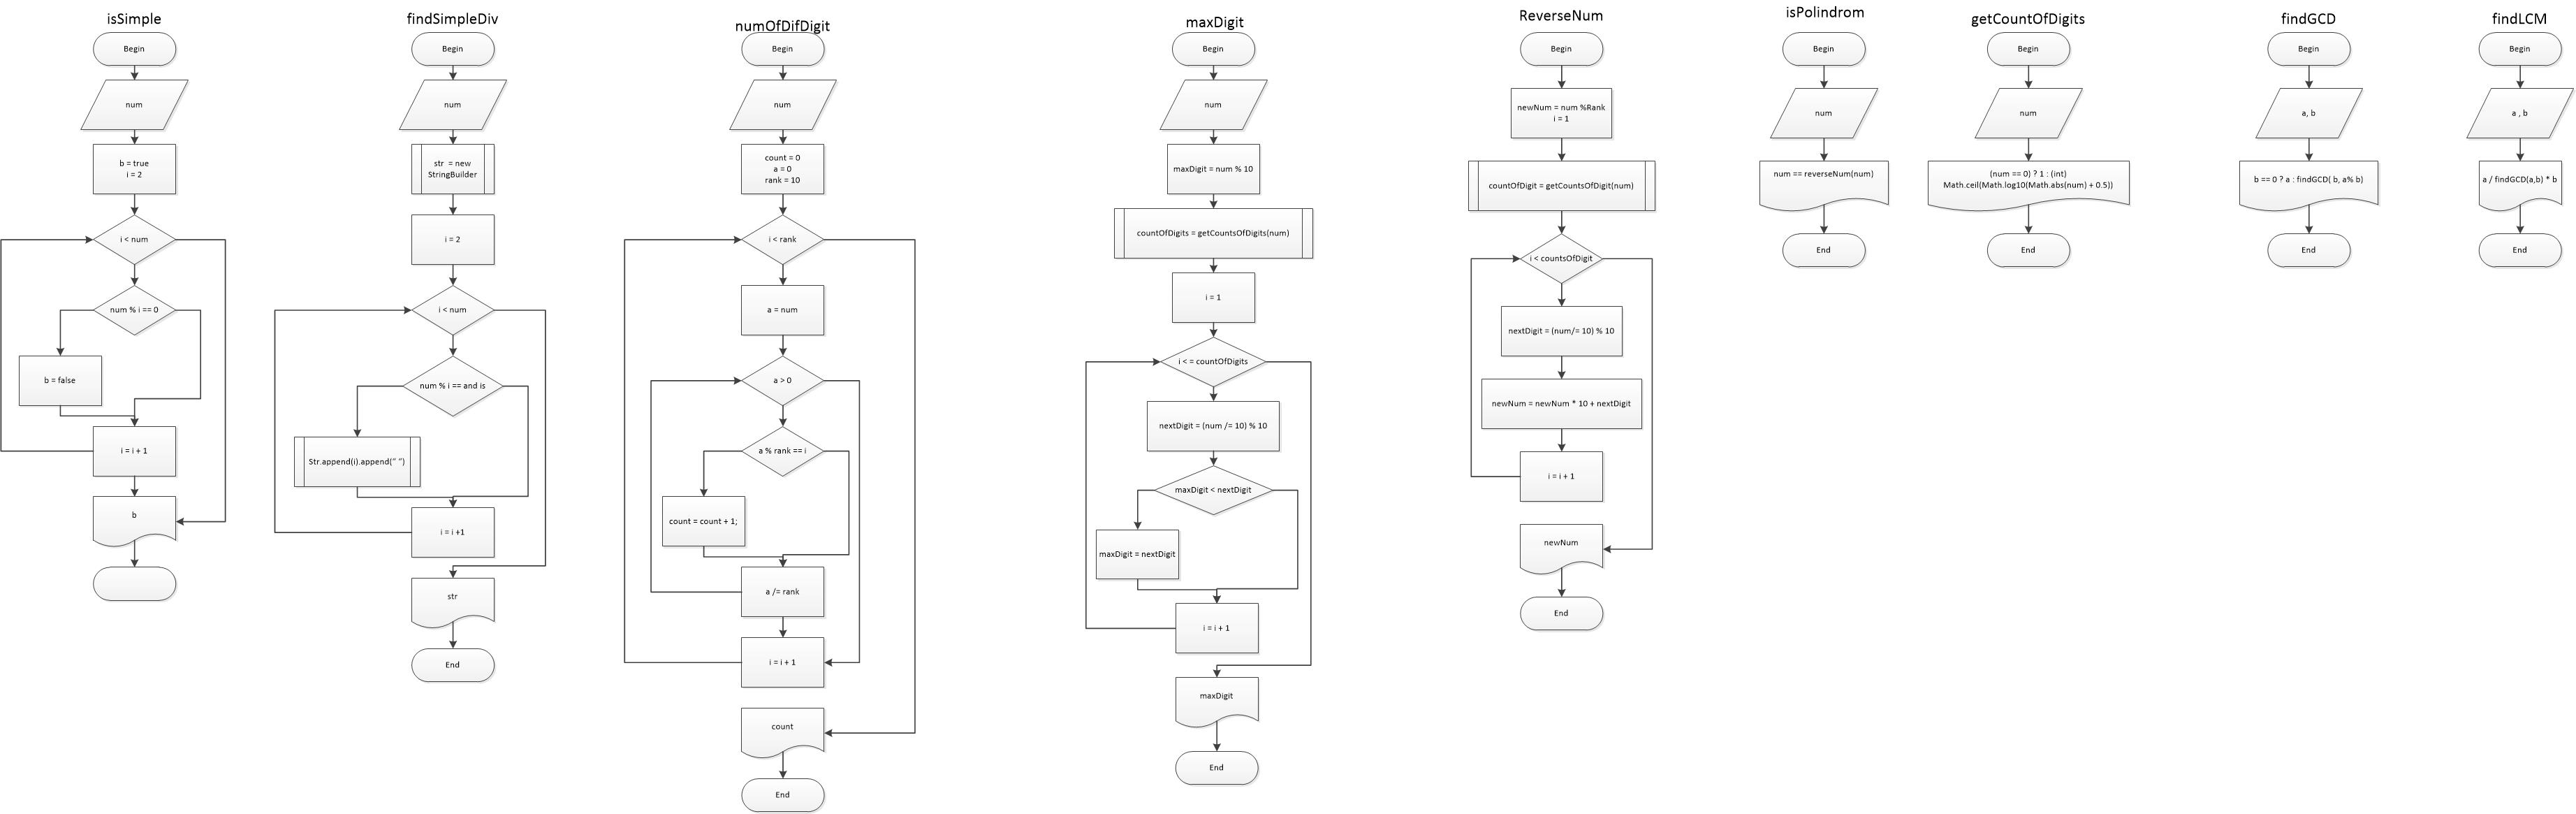 isSimple
Begin
num
b = true
i = 2
i < num
num % i == 0
b = false
i = i + 1
b
findSimpleDiv
Begin
num
str  = new
StringBuilder
i = 2
i < num
num % i == and is
Str.append(i).append(“ ”)
i = i +1
str
End
numOfDifDigit
Begin
num
count = 0
a = 0
rank = 10
i < rank
a = num
a > 0
a % rank == i
count = count + 1;
a /= rank
i = i + 1
count
End
maxDigit
Begin
num
maxDigit = num % 10
countOfDigits = getCountsOfDigits(num)
i = 1
i < = countOfDigits
nextDigit = (num /= 10) % 10
maxDigit < nextDigit
maxDigit = nextDigit
i = i + 1
maxDigit
End
ReverseNum
Begin
newNum = num %Rank
i = 1
countOfDigit = getCountsOfDigit(num)
i < countsOfDigit
nextDigit = (num/= 10) % 10
newNum = newNum * 10 + nextDigit
i = i + 1
newNum
End
isPolindrom
Begin
num
num == reverseNum(num)
End
getCountOfDigits
Begin
num
(num == 0) ? 1 : (int)
Math.ceil(Math.log10(Math.abs(num) + 0.5))
End
findGCD
Begin
a, b
b == 0 ? a : findGCD( b, a% b)
End
findLCM
Begin
a , b
a / findGCD(a,b) * b
End